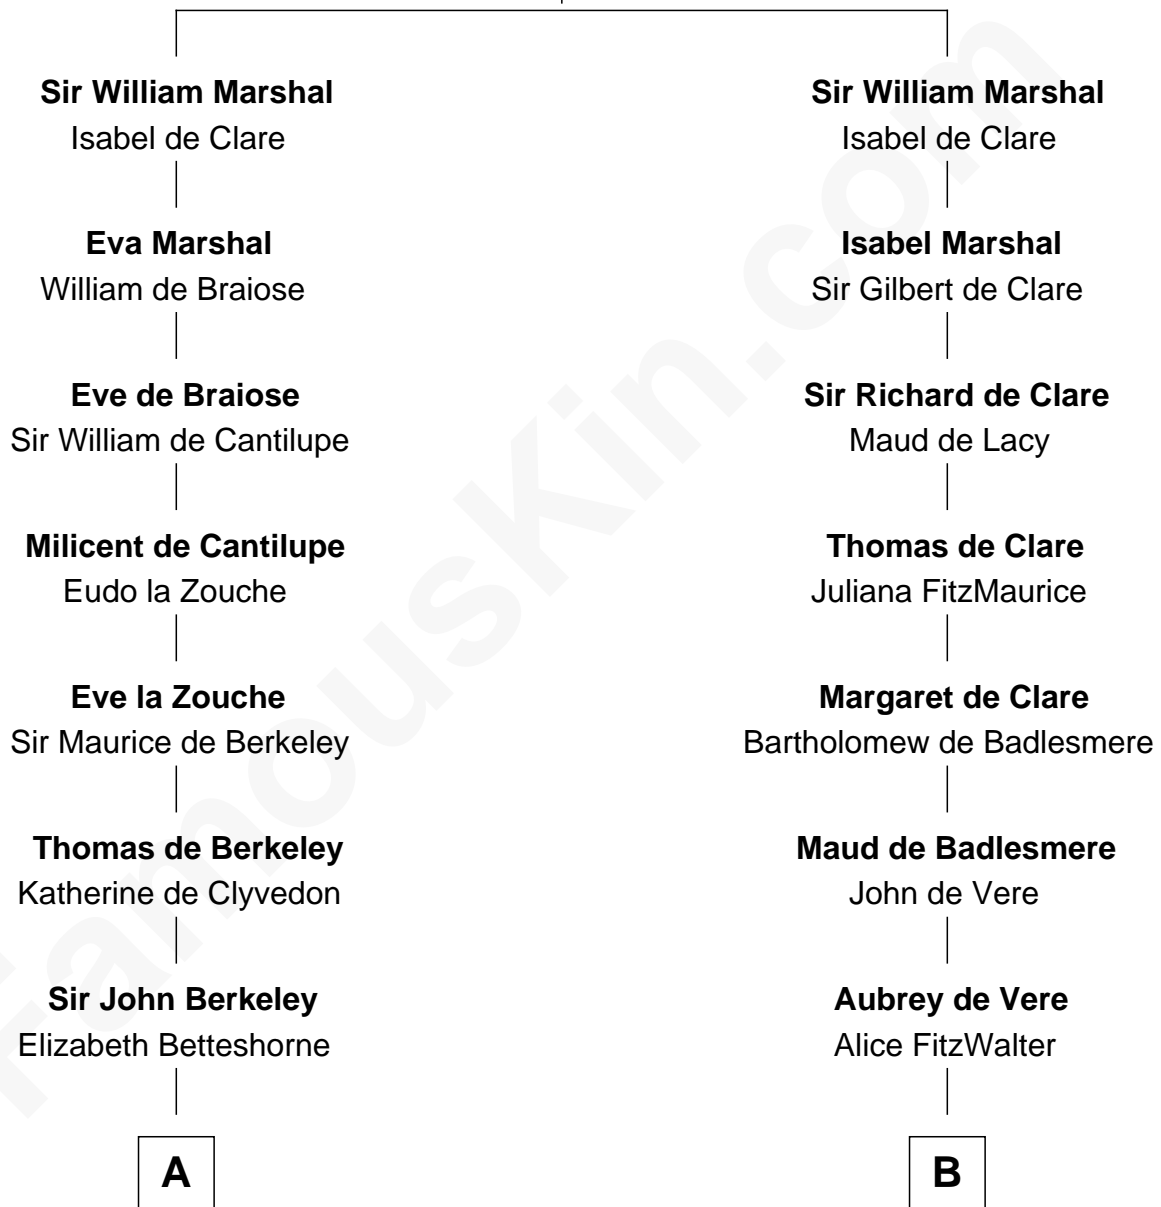 Sir William Marshal
Isabel de Clare
Eva Marshal
William de Braiose
Eve de Braiose
Sir William de Cantilupe
Milicent de Cantilupe
Eudo la Zouche
Eve la Zouche
Sir Maurice de Berkeley
Thomas de Berkeley
Katherine de Clyvedon
Sir John Berkeley
Elizabeth Betteshorne
A
Sir William Marshal
Isabel de Clare
Isabel Marshal
Sir Gilbert de Clare
Sir Richard de Clare
Maud de Lacy
Thomas de Clare
Juliana FitzMaurice
Margaret de Clare
Bartholomew de Badlesmere
Maud de Badlesmere
John de Vere
Aubrey de Vere
Alice FitzWalter
B
FamousKin.com